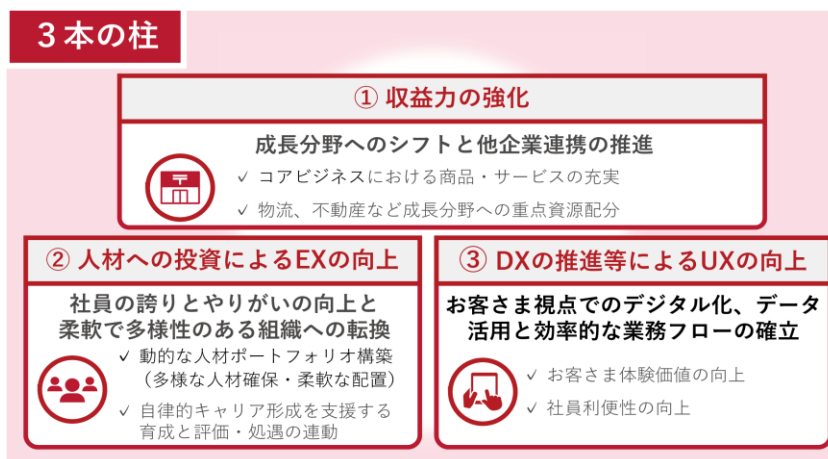 3本の柱
① 収益力の強化
成長分野へのシフトと他企業連携の推進
✓ コアビジネスにおける商品・サービスの充実
✓ 物流、不動産など成長分野への重点資源配分
② 人材への投資によるEXの向上
社員の誇りとやりがいの向上と
柔軟で多様性のある組織への転換
✓ 動的な人材ポートフォリオ構築
（多様な人材確保・柔軟な配置）
✓ 自律的キャリア形成を支援する
育成と評価・処遇の連動
③ DXの推進等によるUXの向上
お客さま視点でのデジタル化、データ
活用と効率的な業務フローの確立
✓ お客さま体験価値の向上
✓ 社員利便性の向上